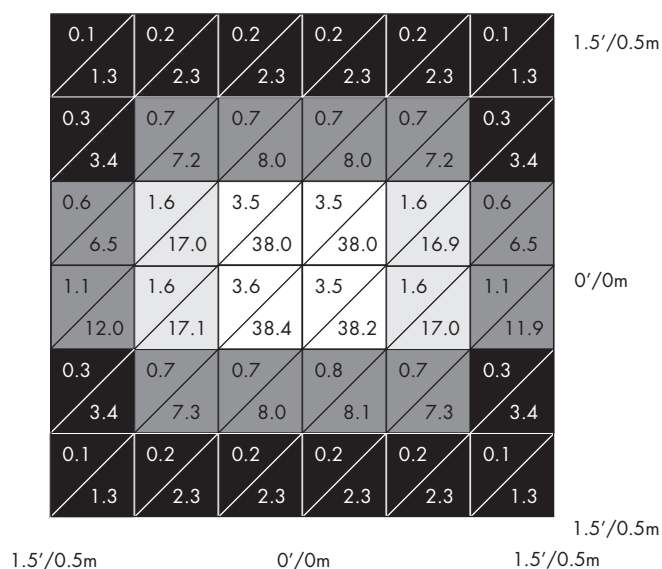 0.1 0.2 0.2 0.2 0.2 0.1
1.5’/0.5m
1.3 2.3 2.3 2.3 2.3 1.3
0.3 0.7 0.7 0.7 0.7 0.3
3.4 7.2 8.0 8.0 7.2 3.4
0.6 1.6 3.5 3.5 1.6 0.6
6.5 17.0 38.0 38.0 16.9 6.5
0’/0m
1.1 1.6 3.6 3.5 1.6 1.1
12.0 17.1 38.4 38.2 17.0 11.9
0.3 0.7 0.7 0.8 0.7 0.3
3.4 7.3 8.0 8.1 7.3 3.4
0.1 0.2 0.2 0.2 0.2 0.1
1.3 2.3 2.3 2.3 2.3 1.3
1.5’/0.5m
1.5’/0.5m 0’/0m 1.5’/0.5m